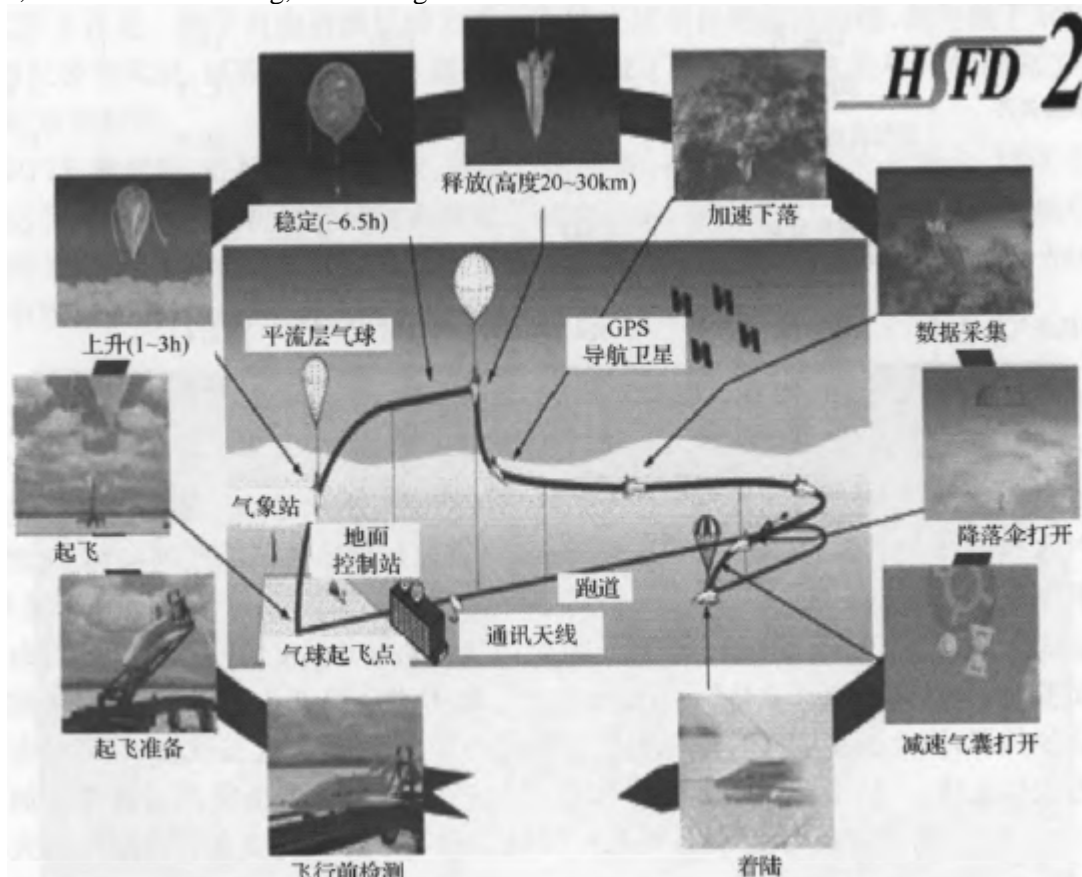 HSFD 2
释放(高度20~30km)
稳定(~6.5h)
加速下落
上升(1~3h)
平流层气球
GPS
导航卫星
数据采集
气象站
起飞
地面
控制站
降落伞打开
跑道
通讯天线
气球起飞点
起飞准备
减速气囊打开
飞行前检测
着陆